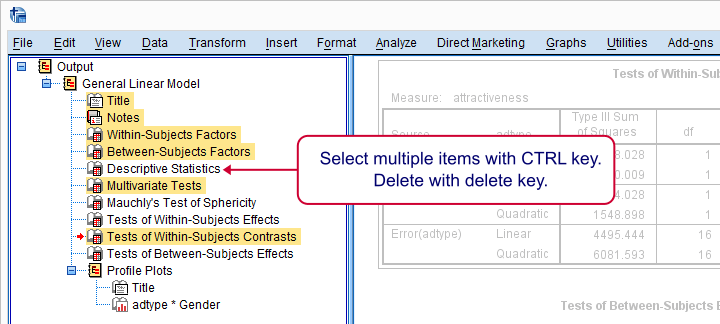 File Edit View Data Transform Insert Format Analyze Direct Marketing Graphs Utilities Add-ons
Output
General Linear Model
Title
Notes
Within-Subjects Factors
Between-Subjects Factors
Descriptive Statistics
Multivariate Tests
Mauchly's Test of Sphericity
Tests of Within-Subjects Effects
Tests of Within-Subjects Contrasts
Tests of Between-Subjects Effects
Profile Plots
Title
adtype * Gender
Select multiple items with CTRL key.
Delete with delete key.
Tests of Within-Subj
Measure: attractiveness
Source adtype Type III Sum of Squares df
8.028 1
0.009 1
4.028 1
Quadratic 1548.898 1
Error(adtype) Linear 4495.444 16
Quadratic 6081.593 16
Tests of Between-Subjects